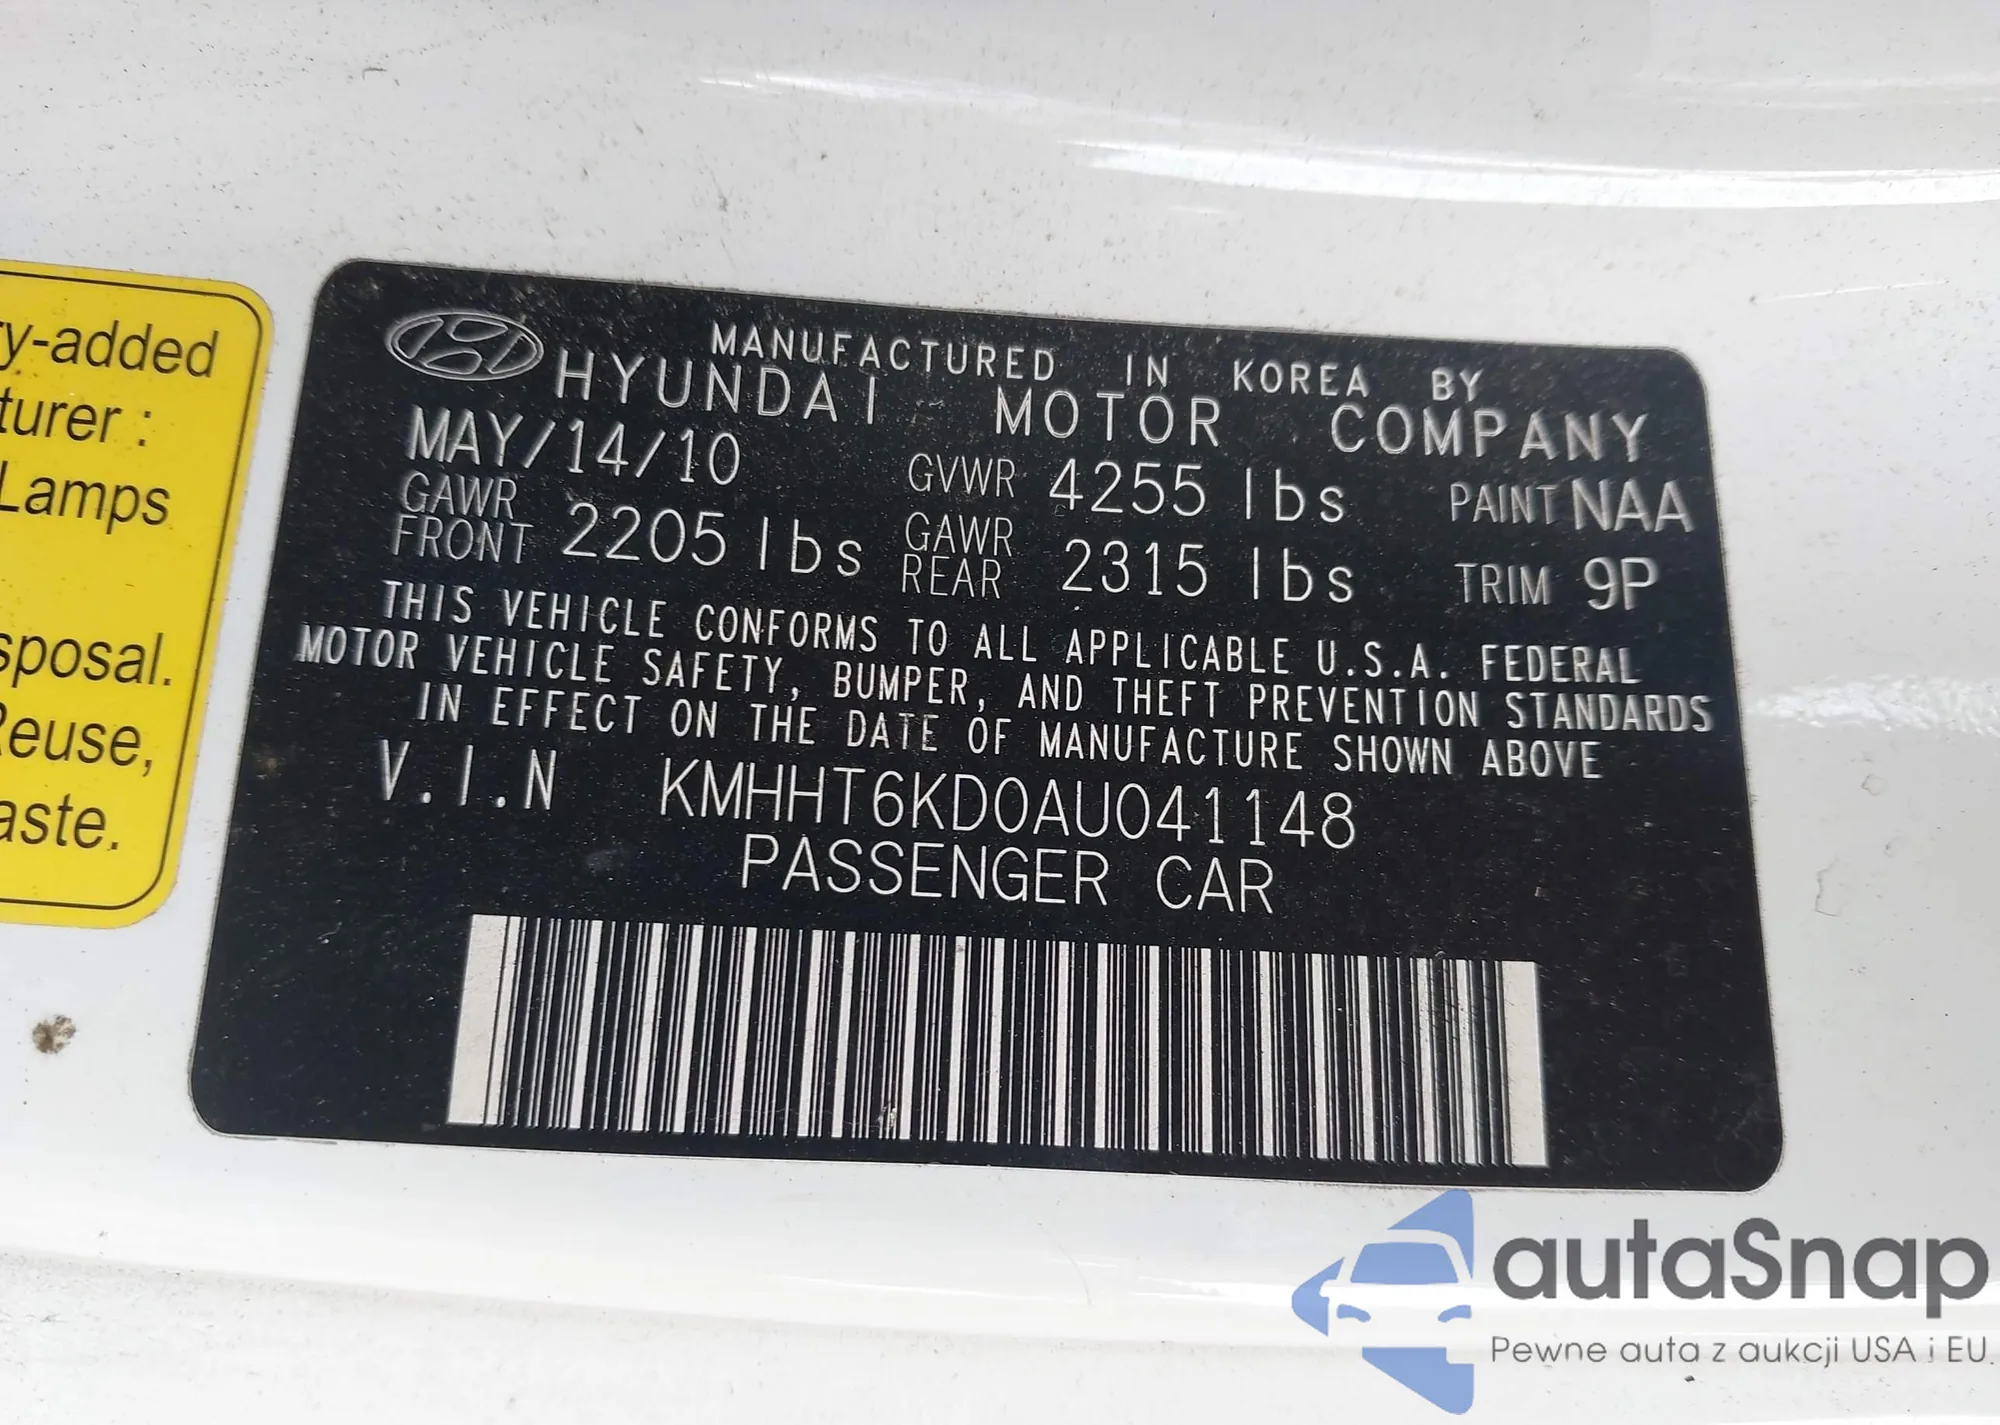 MANUFACTURED IN KOREA BY
HYUNDAI MOTOR COMPANY
MAY/14/10 GVWR 4255 lbs PAINT NAA
GAWR FRONT 2205 lbs GAWR REAR 2315 lbs TRIM 9P
THIS VEHICLE CONFORMS TO ALL APPLICABLE U.S.A. FEDERAL
MOTOR VEHICLE SAFETY, BUMPER, AND THEFT PREVENTION STANDARDS
IN EFFECT ON THE DATE OF MANUFACTURE SHOWN ABOVE
V.I.N KMHHT6KD0AU041148
PASSENGER CAR
ry-added
turer :
Lamps
sposal.
Reuse,
aste.
autaSnap
Pewne auta z aukcji USA i EU